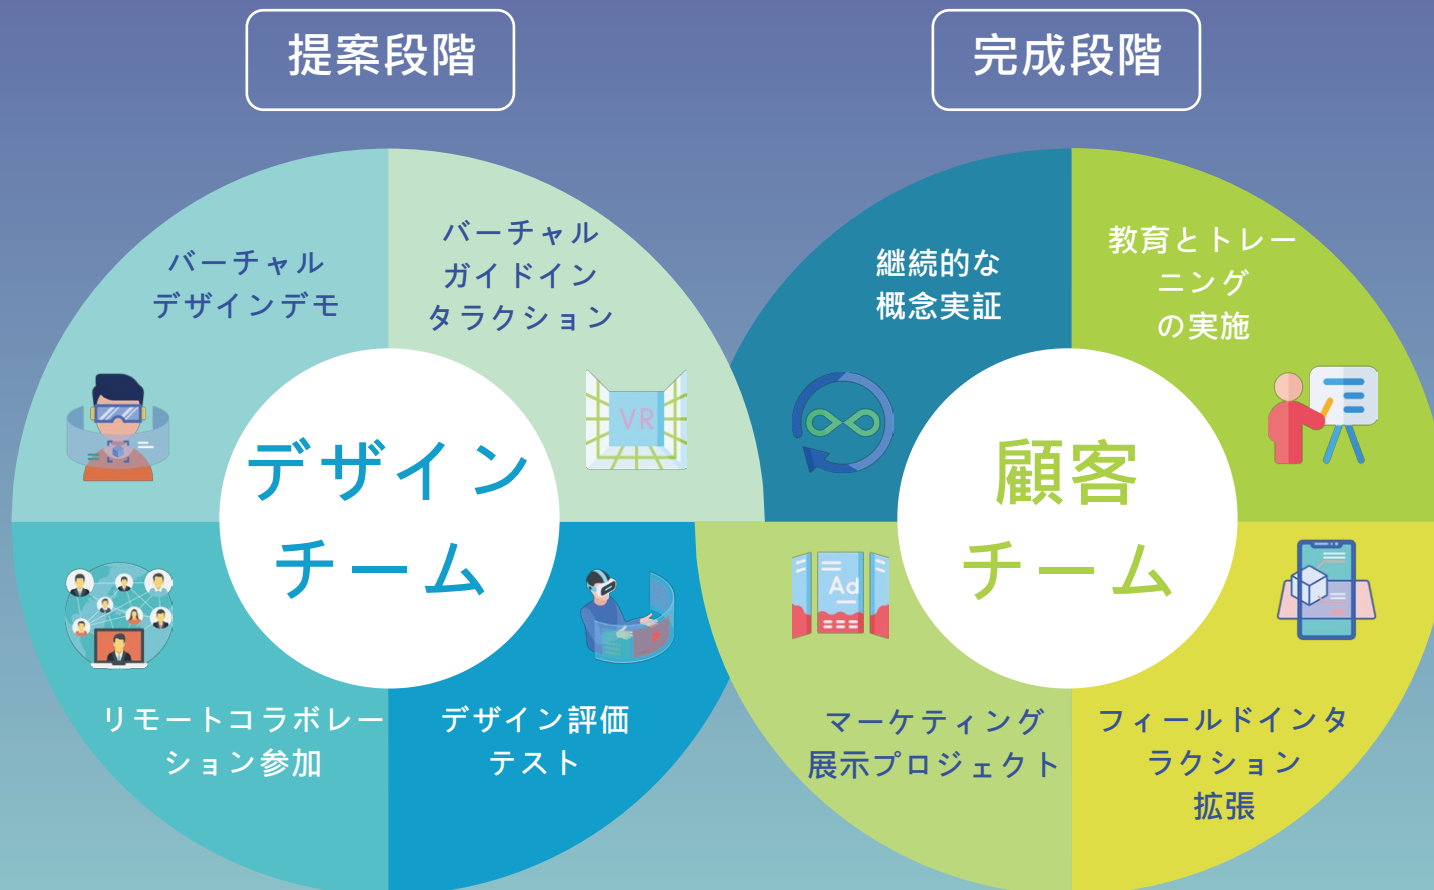 提案段階
完成段階
バーチャル
デザインデモ
バーチャル
ガイドイン
タラクション
VR
デザイン
チーム
リモートコラボレー
ション参加
デザイン評価
テスト
継続的な
概念実証
教育とトレー
ニング
の実施
顧客
チーム
Ad
マーケティング
展示プロジェクト
フィールドインタ
ラクション
拡張